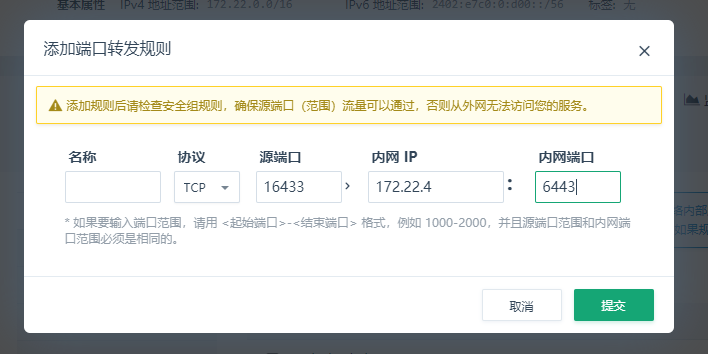 基本属性 IPv4 地址范围: 172.22.0.0/16 IPv6 地址范围: 2402:e7c0:0:d00::/56 标签: 无
添加端口转发规则
添加规则后请检查安全组规则，确保源端口（范围）流量可以通过，否则从外网无法访问您的服务。
名称 协议 源端口 内网 IP 内网端口
TCP 16433 › 172.22.4 : 6443
* 如果要输入端口范围，请用 <起始端口>-<结束端口> 格式，例如 1000-2000，并且源端口范围和内网端
口范围必须是相同的。
络内部
如果规
取消 提交